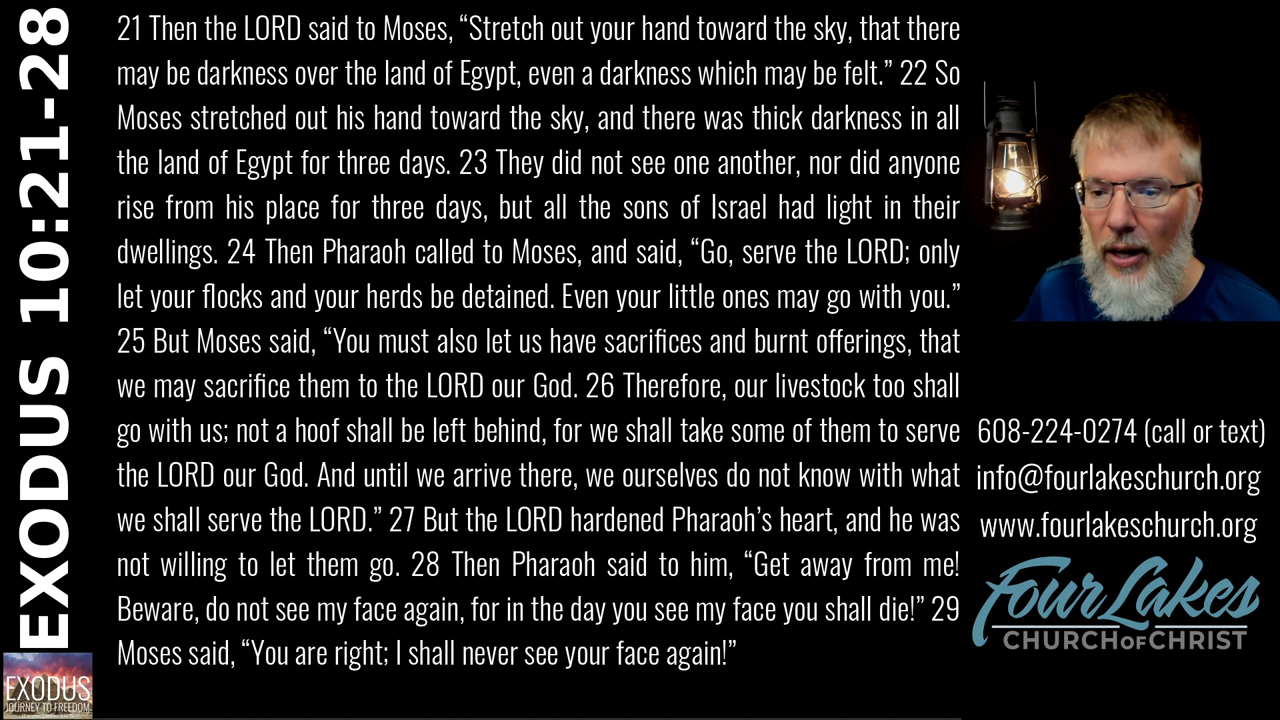 EXODUS 10:21-28
21 Then the LORD said to Moses, “Stretch out your hand toward the sky, that there
may be darkness over the land of Egypt, even a darkness which may be felt.” 22 So
Moses stretched out his hand toward the sky, and there was thick darkness in all
the land of Egypt for three days. 23 They did not see one another, nor did anyone
rise from his place for three days, but all the sons of Israel had light in their
dwellings. 24 Then Pharaoh called to Moses, and said, “Go, serve the LORD; only
let your flocks and your herds be detained. Even your little ones may go with you.”
25 But Moses said, “You must also let us have sacrifices and burnt offerings, that
we may sacrifice them to the LORD our God. 26 Therefore, our livestock too shall
go with us; not a hoof shall be left behind, for we shall take some of them to serve
the LORD our God. And until we arrive there, we ourselves do not know with what
we shall serve the LORD.” 27 But the LORD hardened Pharaoh’s heart, and he was
not willing to let them go. 28 Then Pharaoh said to him, “Get away from me!
Beware, do not see my face again, for in the day you see my face you shall die!” 29
Moses said, “You are right; I shall never see your face again!”
608-224-0274 (call or text)
info@fourlakeschurch.org
www.fourlakeschurch.org
Four Lakes
CHURCH OF CHRIST
EXODUS
JOURNEY TO FREEDOM